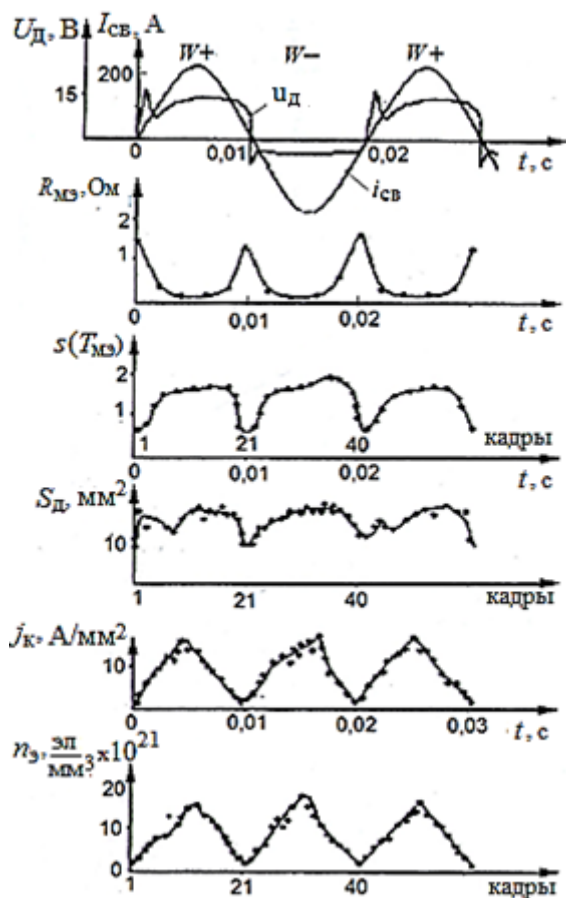 U_Д, В I_СВ, А
W+ W− W+
200
15
u_Д
0 0,01 0,02
t, с
i_СВ
R_МЭ, Ом
2
1
0 0,01 0,02
t, с
s(T_МЭ)
2
1
1 21 40 кадры
0 0,01 0,02 t, с
S_Д, мм²
10
1 21 40 кадры
j_К, А/мм²
10
0 0,01 0,02 0,03
t, с
n_Э, эл/мм³ x10²¹
20
10
0
1 21 40 кадры